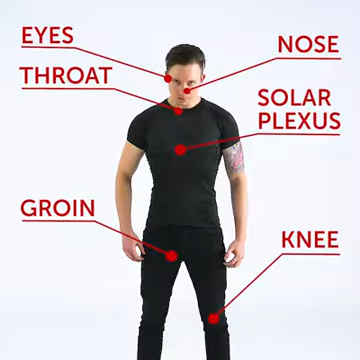 EYES
NOSE
THROAT
SOLAR
PLEXUS
GROIN
KNEE